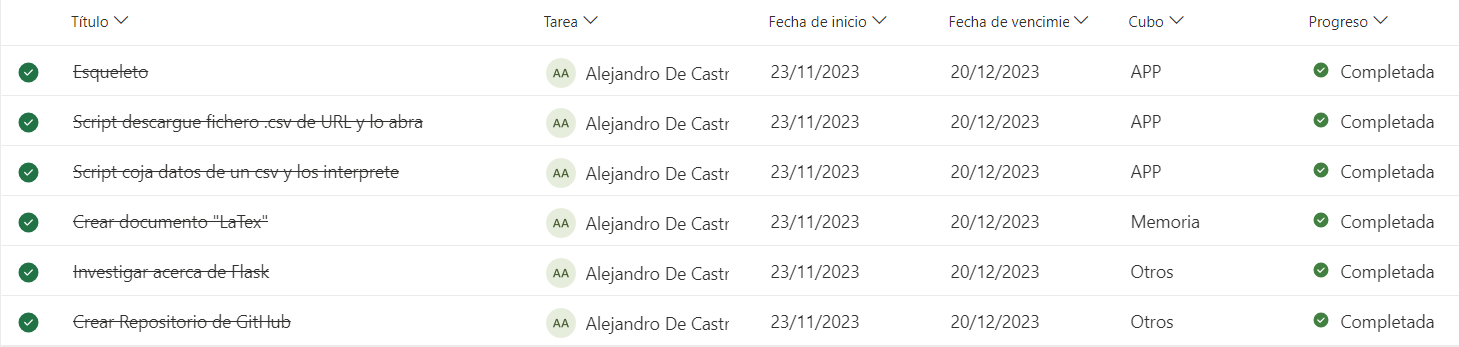 Título Tarea Fecha de inicio Fecha de vencimie Cubo Progreso
Esqueleto AA Alejandro De Castr 23/11/2023 20/12/2023 APP Completada
Script descargue fichero .csv de URL y lo abra AA Alejandro De Castr 23/11/2023 20/12/2023 APP Completada
Script coja datos de un csv y los interprete AA Alejandro De Castr 23/11/2023 20/12/2023 APP Completada
Crear documento "LaTex" AA Alejandro De Castr 23/11/2023 20/12/2023 Memoria Completada
Investigar acerca de Flask AA Alejandro De Castr 23/11/2023 20/12/2023 Otros Completada
Crear Repositorio de GitHub AA Alejandro De Castr 23/11/2023 20/12/2023 Otros Completada